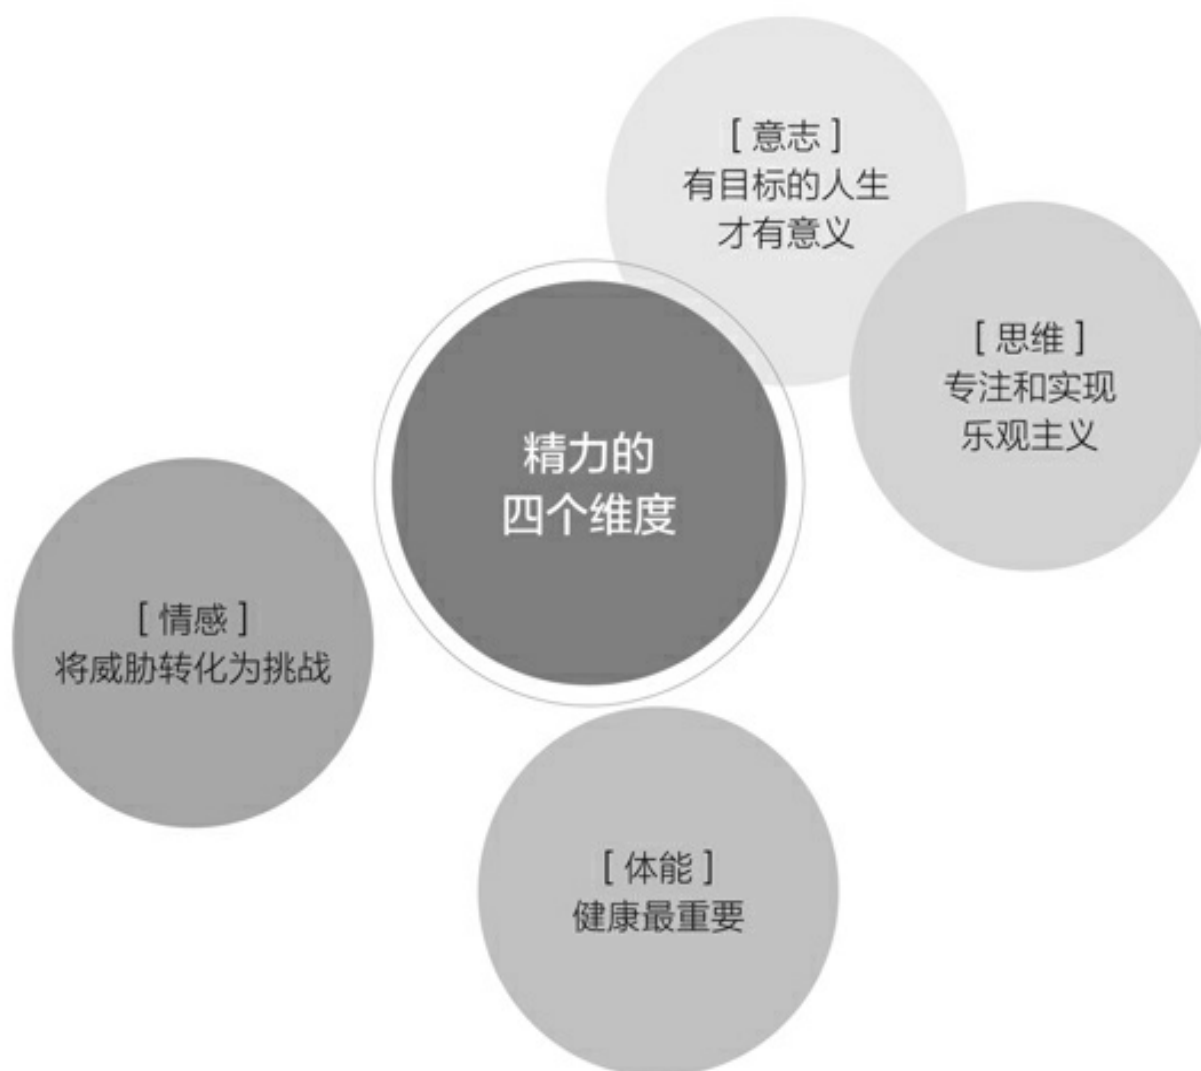 [ 意志 ]
有目标的人生
才有意义
[ 思维 ]
专注和实现
乐观主义
精力的
四个维度
[ 情感 ]
将威胁转化为挑战
[ 体能 ]
健康最重要